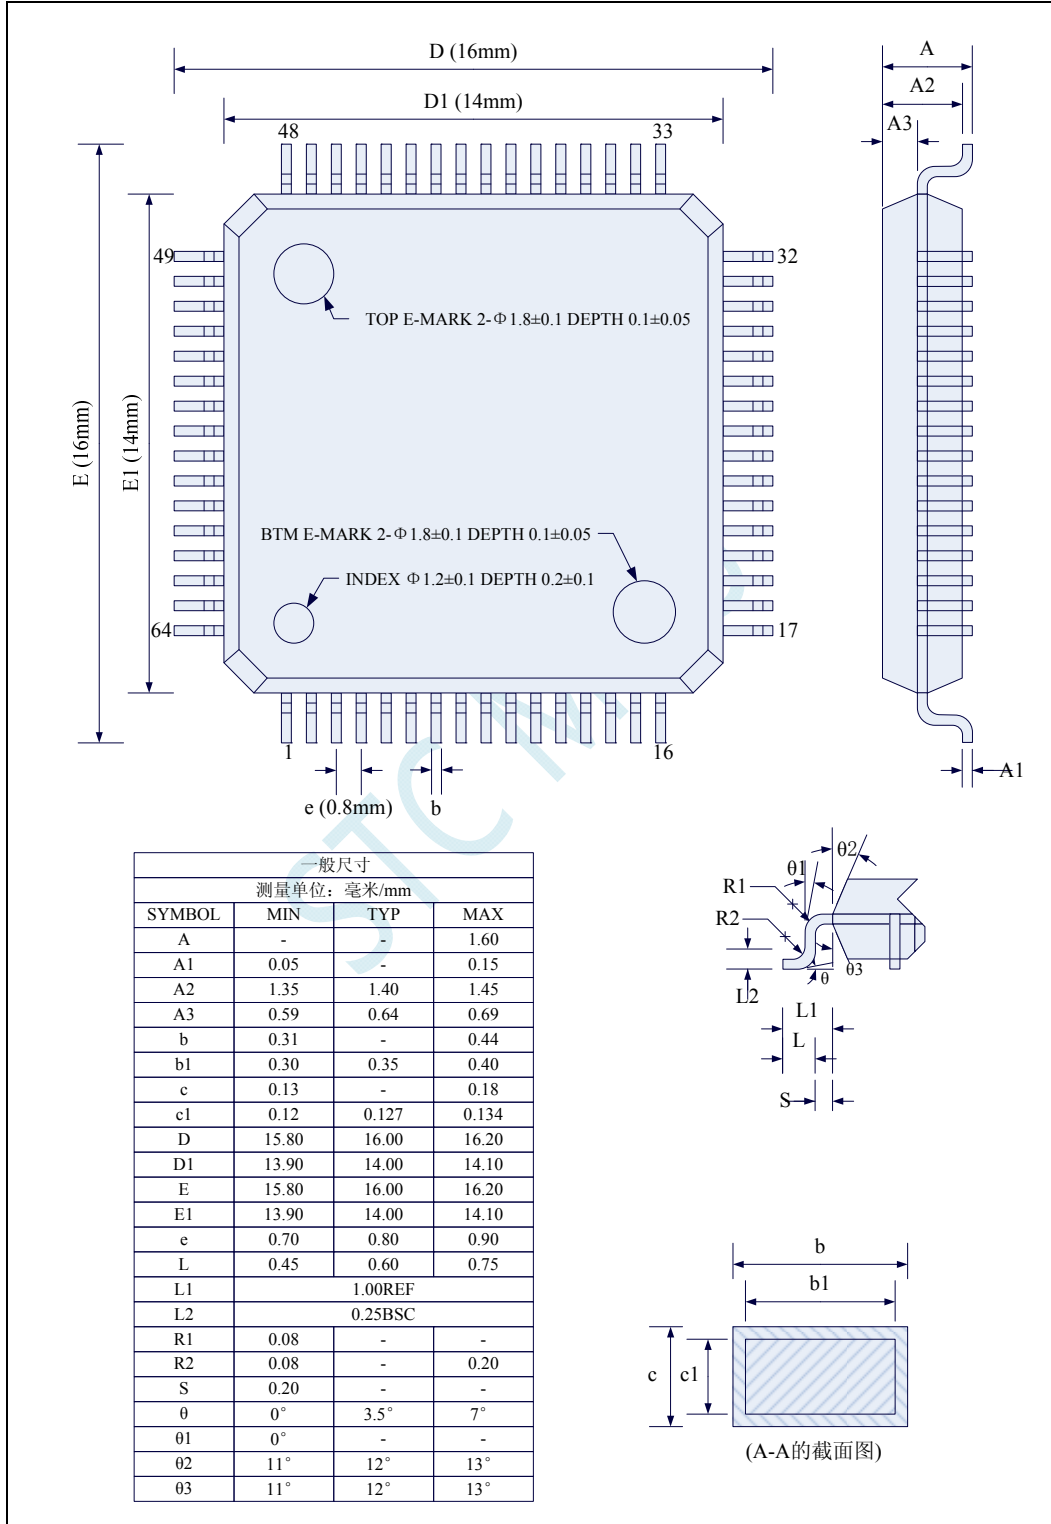 D (16mm)
D1 (14mm)
48
33
49
32
TOP E-MARK 2-Φ1.8±0.1 DEPTH 0.1±0.05
E (16mm)
E1 (14mm)
BTM E-MARK 2-Φ1.8±0.1 DEPTH 0.1±0.05
INDEX Φ1.2±0.1 DEPTH 0.2±0.1
64
17
1
16
e (0.8mm)
b
A
A2
A3
A1
STC M
一般尺寸
测量单位：毫米/mm
SYMBOL MIN TYP MAX
A - - 1.60
A1 0.05 - 0.15
A2 1.35 1.40 1.45
A3 0.59 0.64 0.69
b 0.31 - 0.44
b1 0.30 0.35 0.40
c 0.13 - 0.18
c1 0.12 0.127 0.134
D 15.80 16.00 16.20
D1 13.90 14.00 14.10
E 15.80 16.00 16.20
E1 13.90 14.00 14.10
e 0.70 0.80 0.90
L 0.45 0.60 0.75
L1 1.00REF
L2 0.25BSC
R1 0.08 - -
R2 0.08 - 0.20
S 0.20 - -
θ 0° 3.5° 7°
θ1 0° - -
θ2 11° 12° 13°
θ3 11° 12° 13°
θ2
θ1
R1
R2
θ
θ3
L2
L1
L
S
b
b1
c
c1
(A-A的截面图)